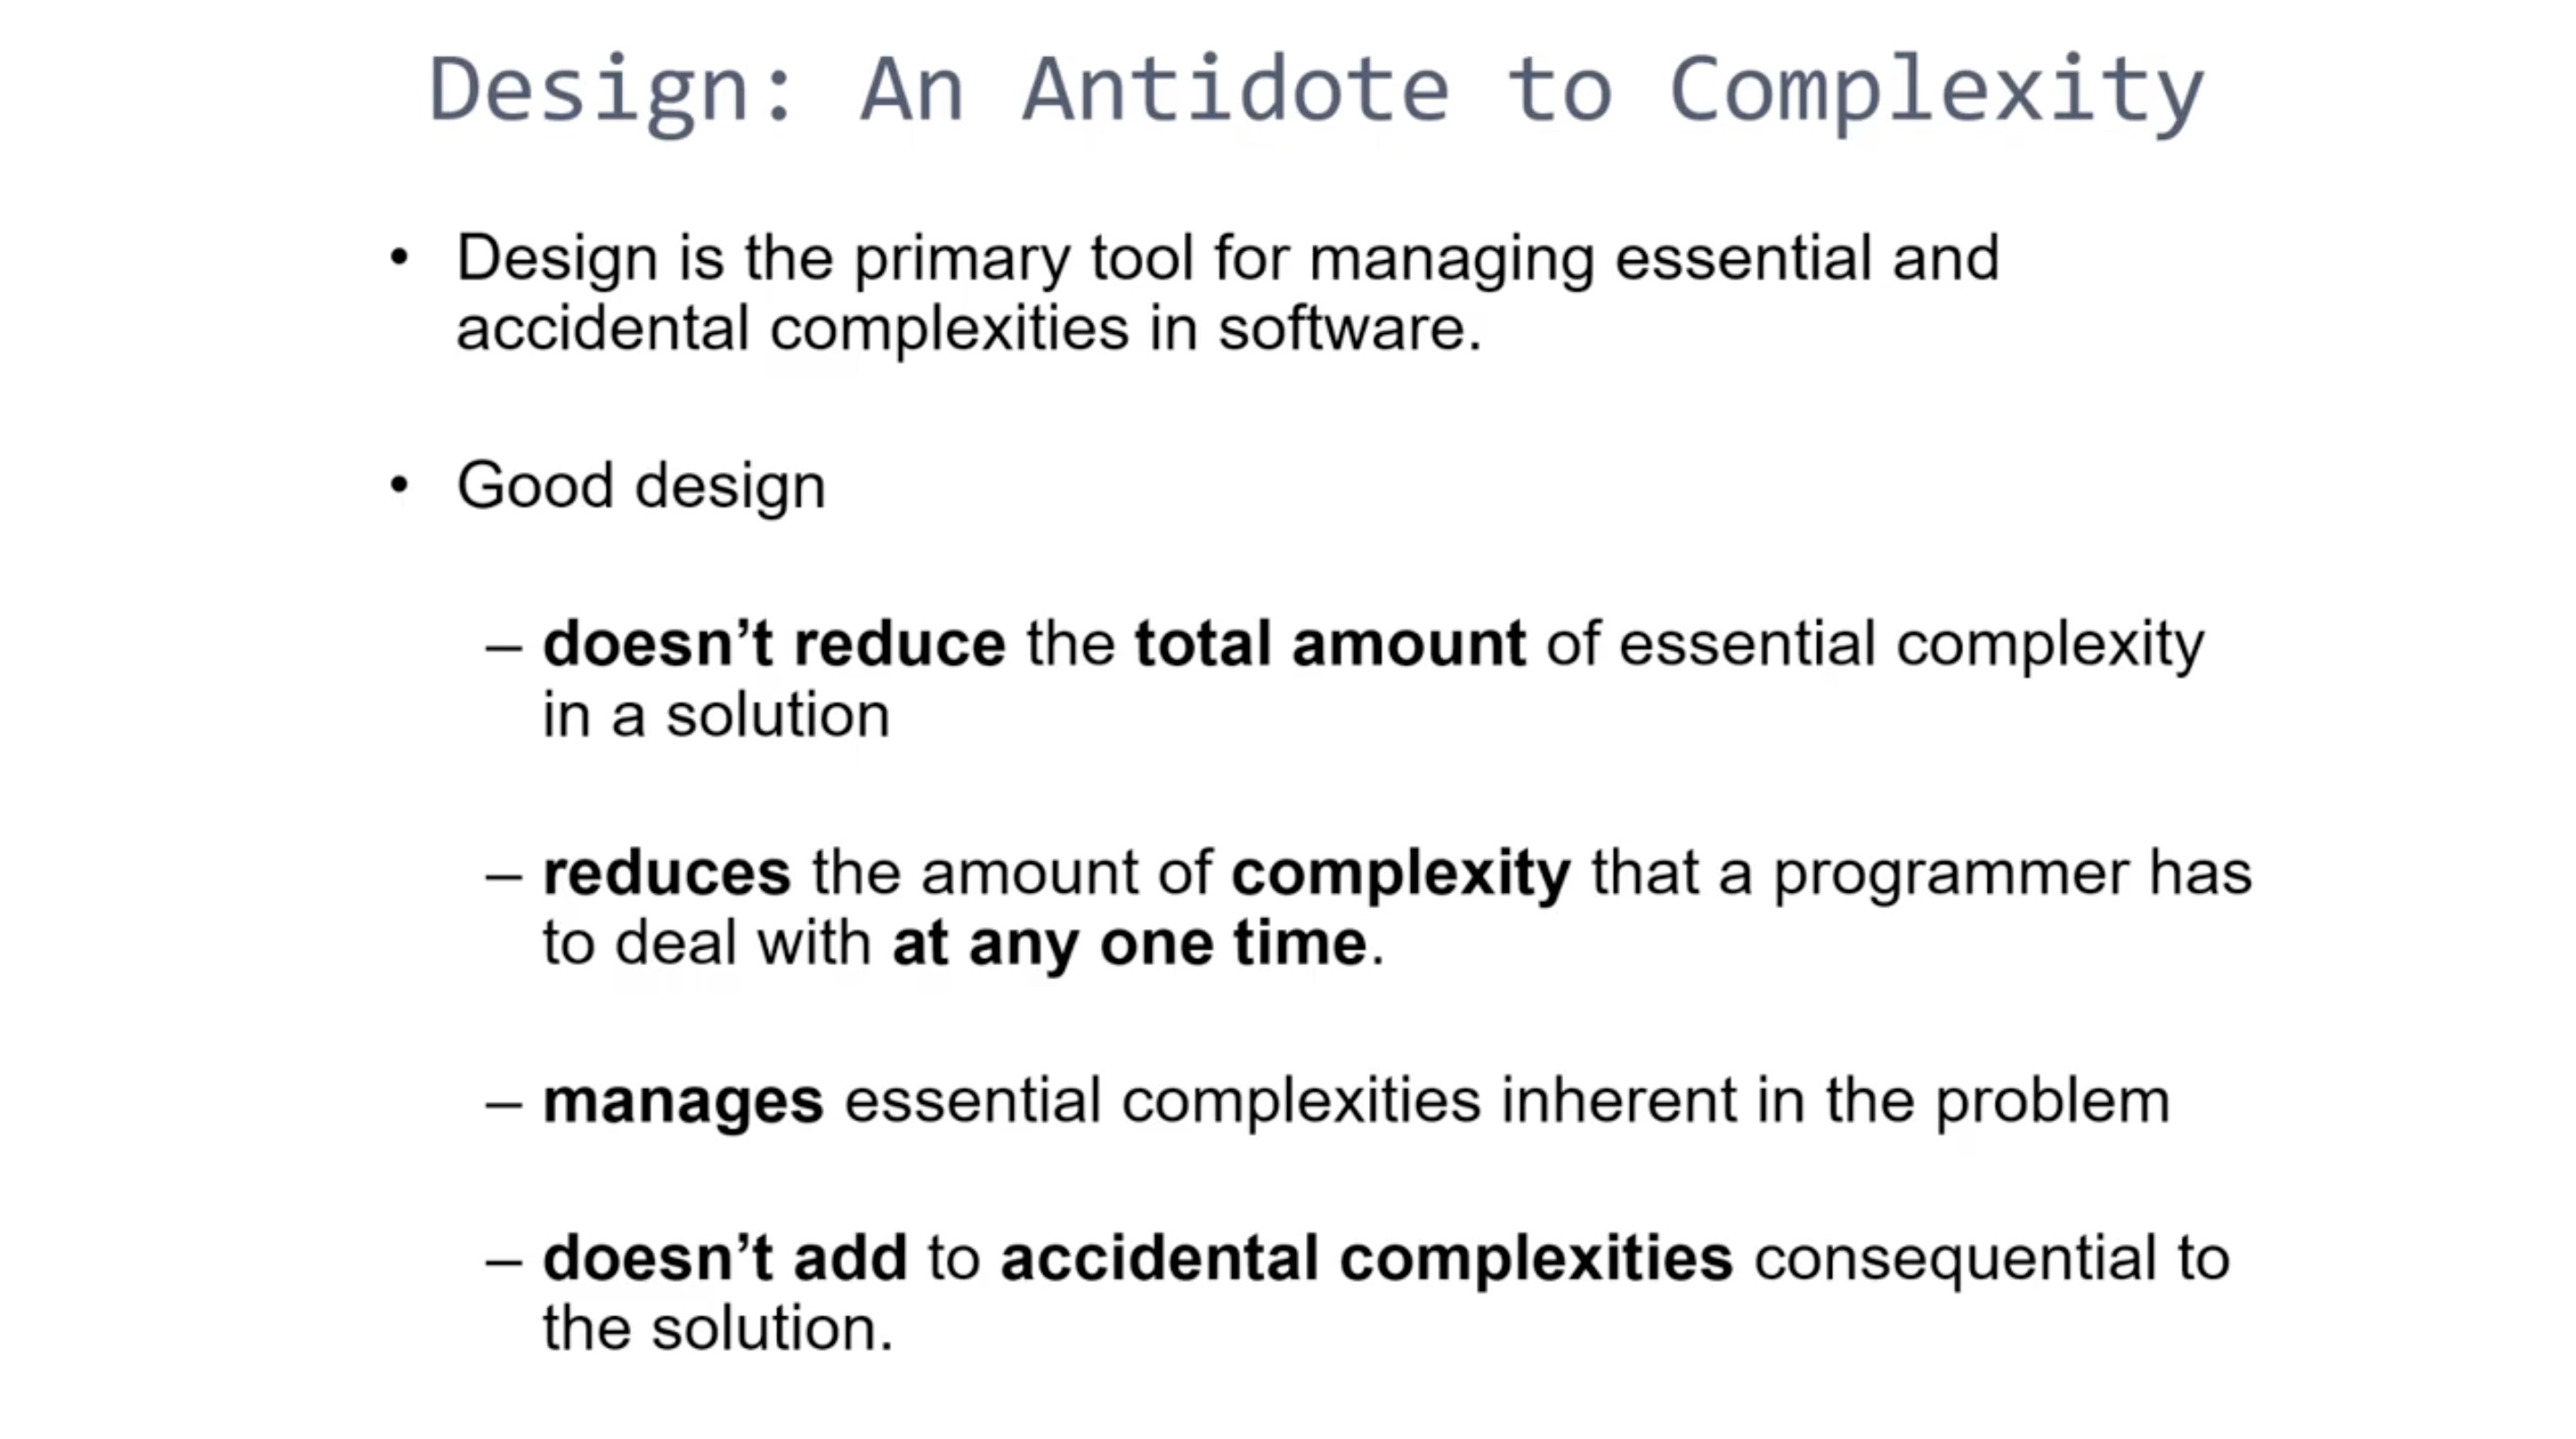 Design: An Antidote to Complexity
• Design is the primary tool for managing essential and
accidental complexities in software.
• Good design
– doesn’t reduce the total amount of essential complexity
in a solution
– reduces the amount of complexity that a programmer has
to deal with at any one time.
– manages essential complexities inherent in the problem
– doesn’t add to accidental complexities consequential to
the solution.